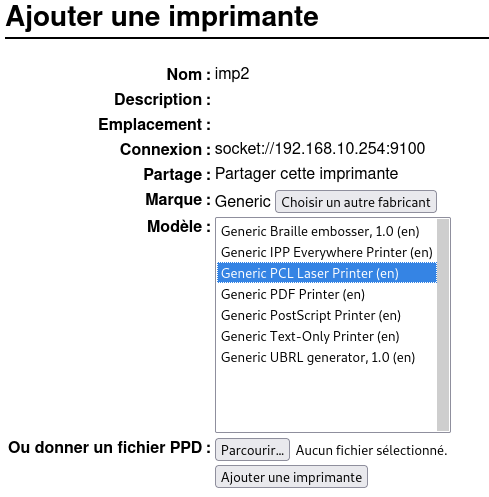 Ajouter une imprimante
Nom : imp2
Description :
Emplacement :
Connexion : socket://192.168.10.254:9100
Partage : Partager cette imprimante
Marque : Generic Choisir un autre fabricant
Modèle :
Generic Braille embosser, 1.0 (en)
Generic IPP Everywhere Printer (en)
Generic PCL Laser Printer (en)
Generic PDF Printer (en)
Generic PostScript Printer (en)
Generic Text-Only Printer (en)
Generic UBRL generator, 1.0 (en)
Ou donner un fichier PPD : Parcourir... Aucun fichier sélectionné.
Ajouter une imprimante